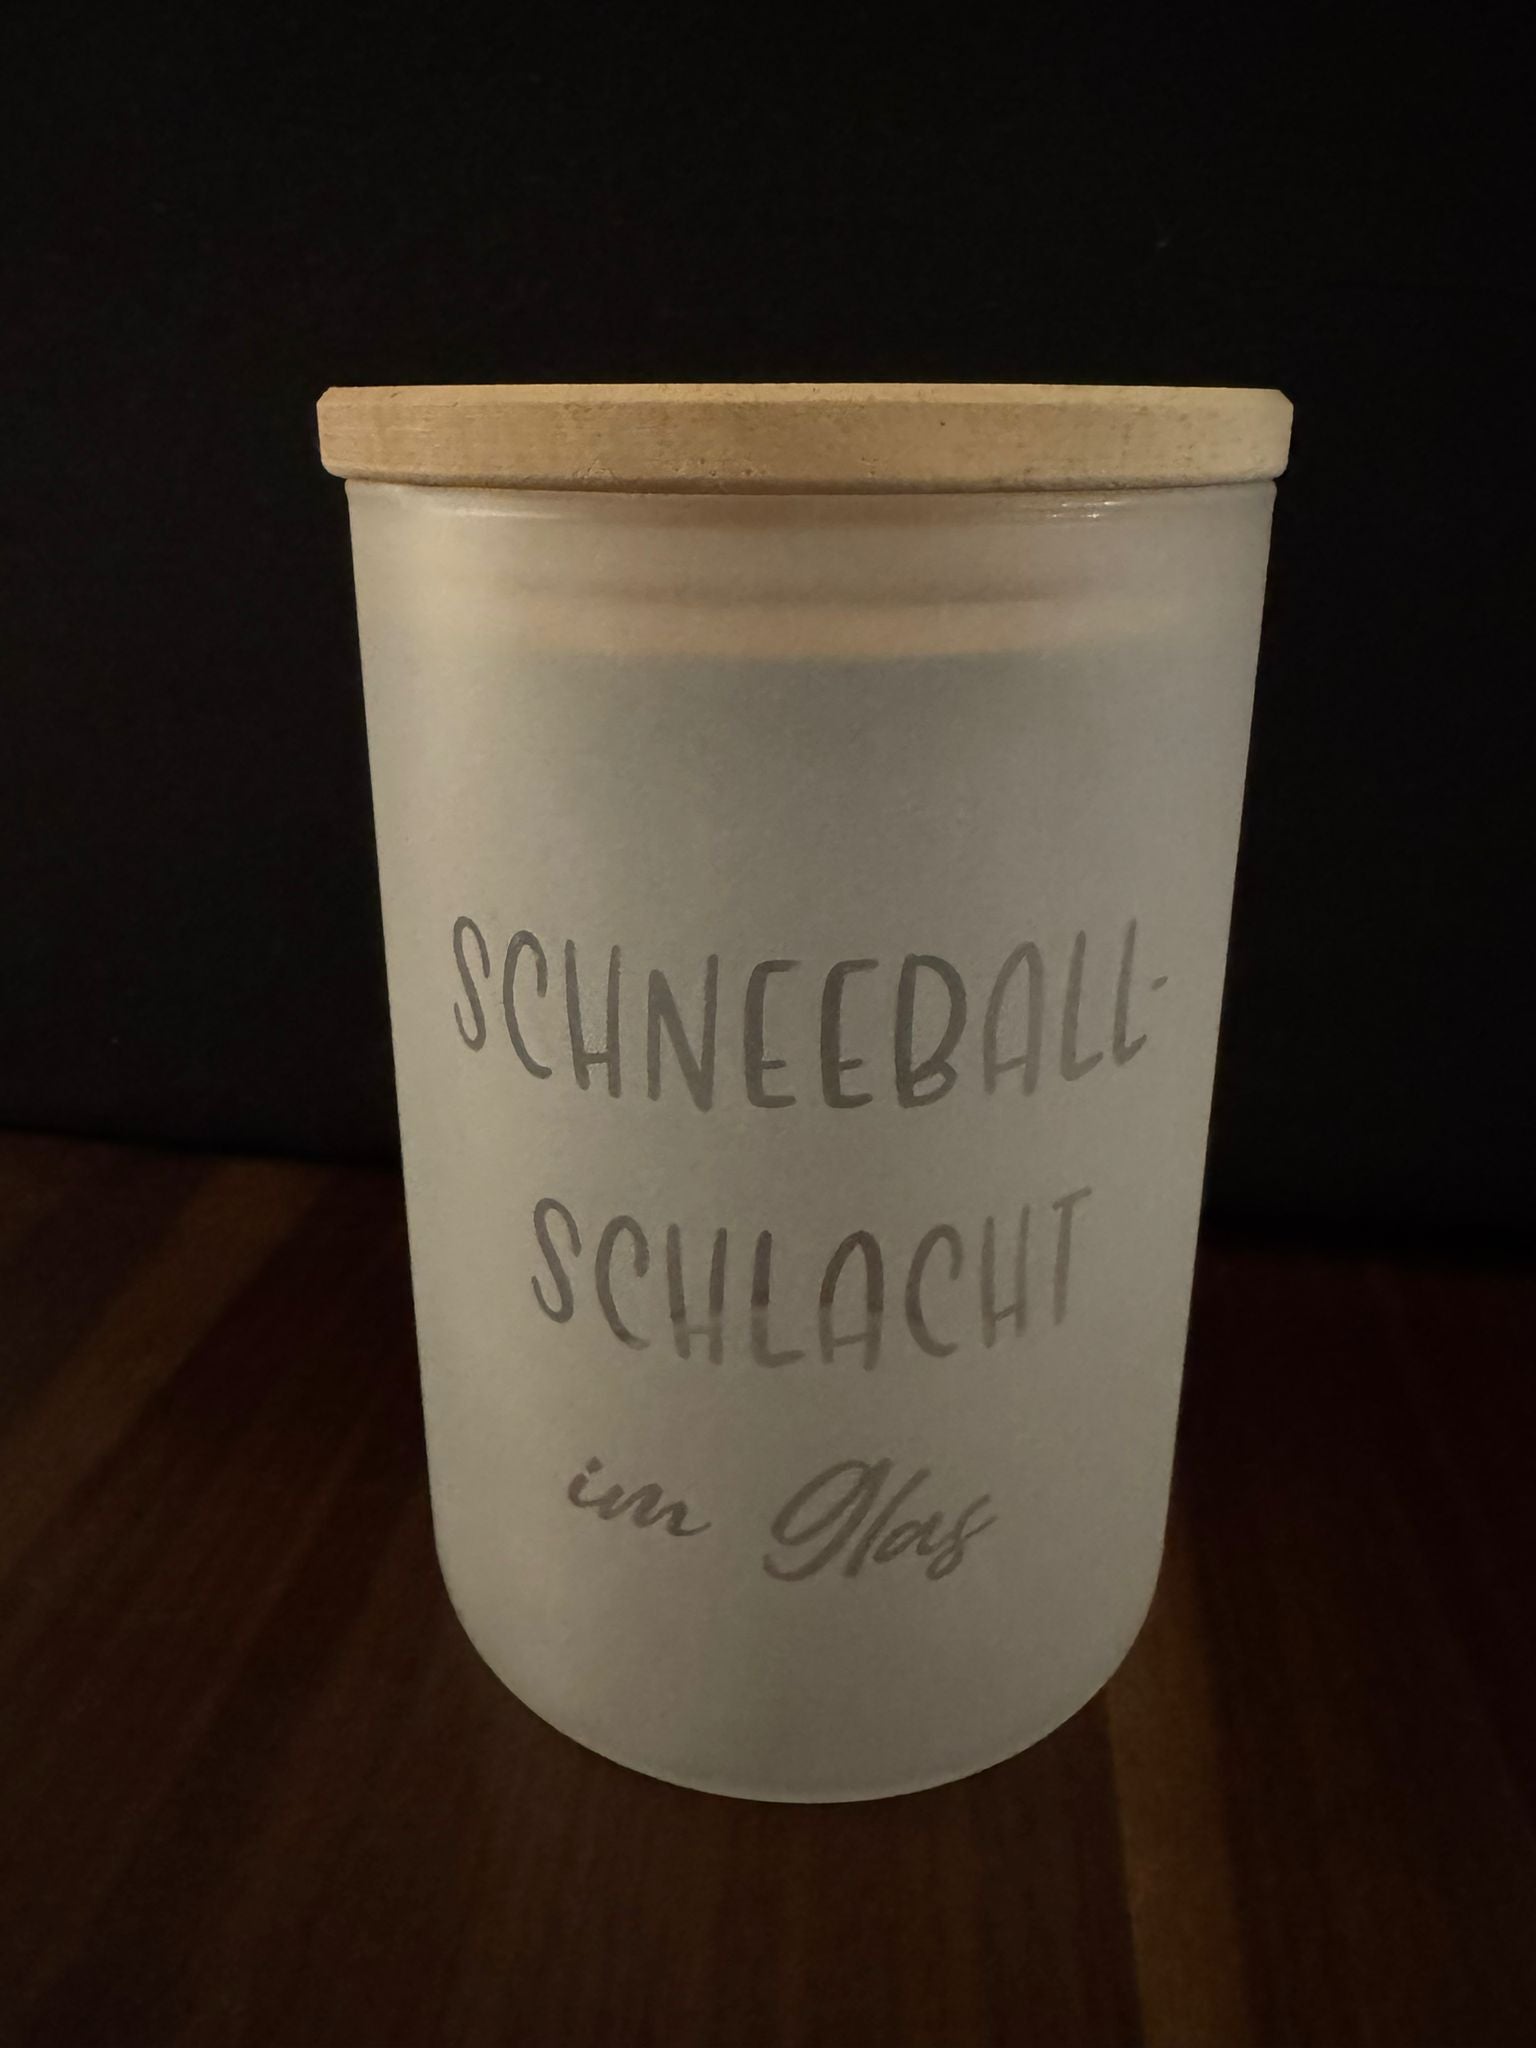 SCHNEEBALL-
SCHLACHT
im Glas